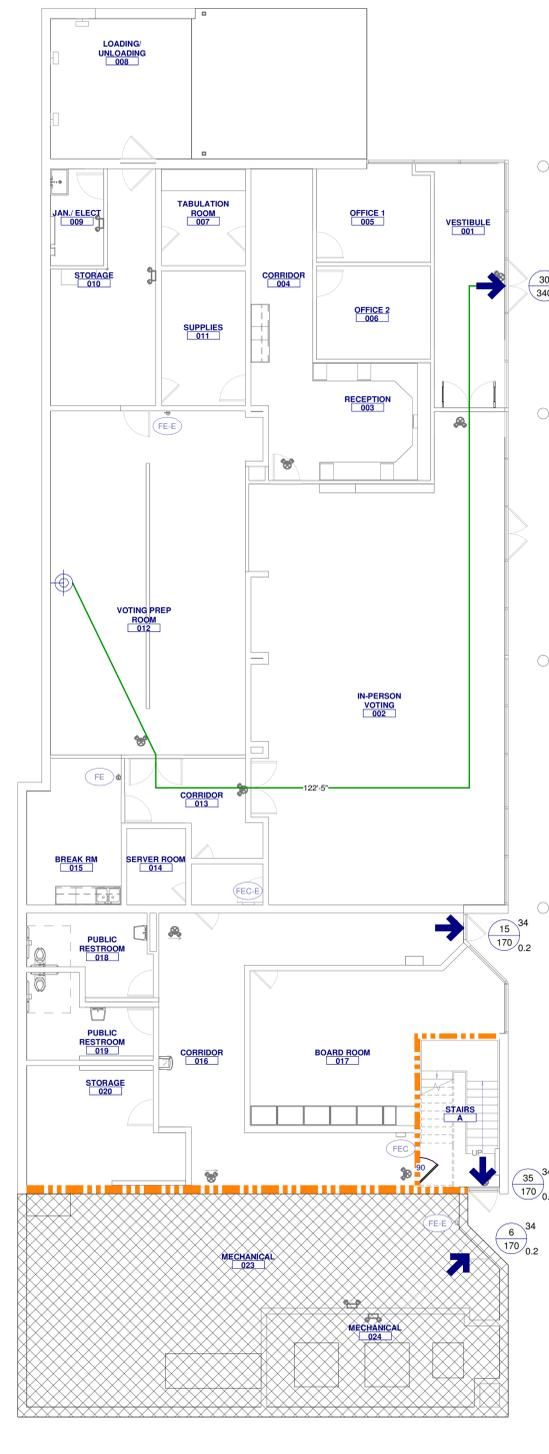 LOADING/
UNLOADING
008
JAN./ ELECT
009
TABULATION
ROOM
007
OFFICE 1
005
VESTIBULE
001
STORAGE
010
CORRIDOR
004
30
340
OFFICE 2
006
SUPPLIES
011
RECEPTION
003
FE-E
VOTING PREP
ROOM
012
IN-PERSON
VOTING
002
FE
122'-5"
CORRIDOR
013
BREAK RM
015
SERVER ROOM
014
FEC-E
PUBLIC
RESTROOM
018
15
170
34
0.2
PUBLIC
RESTROOM
019
CORRIDOR
016
BOARD ROOM
017
STORAGE
020
STAIRS
A
FEC
UP
90
35
170
FE-E
6
170
34
0.2
MECHANICAL
023
MECHANICAL
024